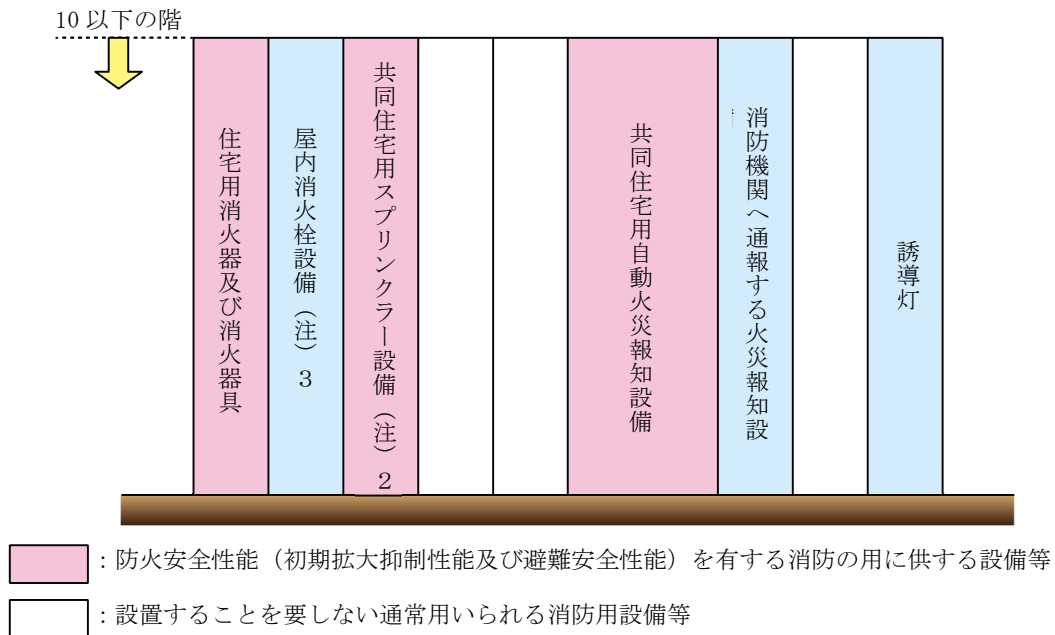 10 以下の階
住宅用消火器及び消火器具
屋内消火栓設備（注）3
共同住宅用スプリンクラー設備（注）2
共同住宅用自動火災報知設備
消防機関へ通報する火災報知設
誘導灯
：防火安全性能（初期拡大抑制性能及び避難安全性能）を有する消防の用に供する設備等
：設置することを要しない通常用いられる消防用設備等